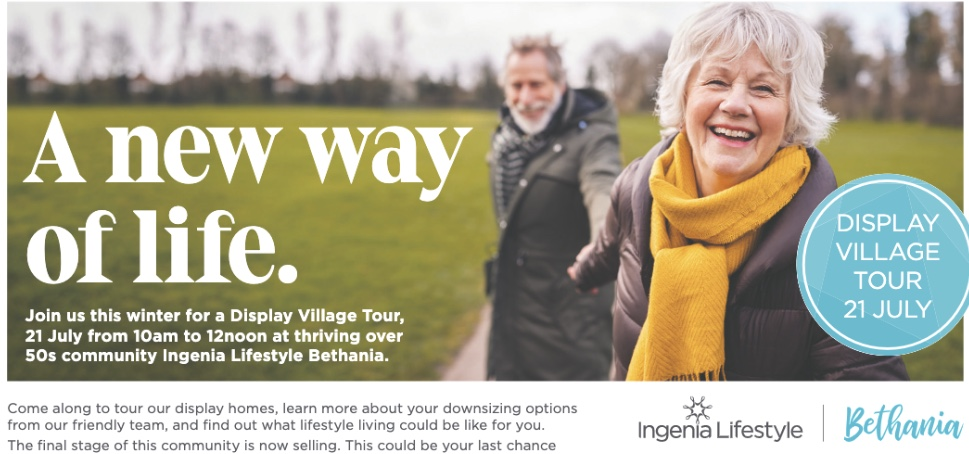 A new way
of life.
Join us this winter for a Display Village Tour,
21 July from 10am to 12noon at thriving over
50s community Ingenia Lifestyle Bethania.
DISPLAY
VILLAGE
TOUR
21 JULY
Come along to tour our display homes, learn more about your downsizing options
from our friendly team, and find out what lifestyle living could be like for you.
The final stage of this community is now selling. This could be your last chance
Ingenia Lifestyle
Bethania